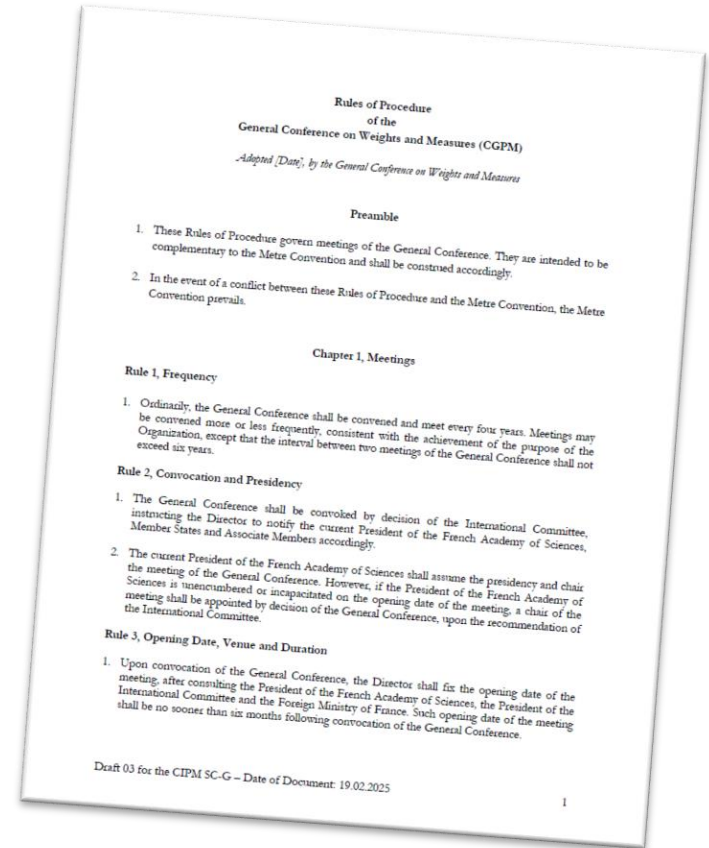 Rules of Procedure
of the
General Conference on Weights and Measures (CGPM)
Adopted [Date], by the General Conference on Weights and Measures
Preamble
1. These Rules of Procedure govern meetings of the General Conference. They are intended to be
complementary to the Metre Convention and shall be construed accordingly.
2. In the event of a conflict between these Rules of Procedure and the Metre Convention, the Metre
Convention prevails.
Chapter 1, Meetings
Rule 1, Frequency
1. Ordinarily, the General Conference shall be convened and meet every four years. Meetings may
be convened more or less frequently, consistent with the achievement of the purpose of the
Organization, except that the interval between two meetings of the General Conference shall not
exceed six years.
Rule 2, Convocation and Presidency
1. The General Conference shall be convoked by decision of the International Committee,
instructing the Director to notify the current President of the French Academy of Sciences,
Member States and Associate Members accordingly.
2. The current President of the French Academy of Sciences shall assume the presidency and chair
the meeting of the General Conference. However, if the President of the French Academy of
Sciences is unencumbered or incapacitated on the opening date of the meeting, a chair of the
meeting shall be appointed by decision of the General Conference, upon the recommendation of
the International Committee.
Rule 3, Opening Date, Venue and Duration
1. Upon convocation of the General Conference, the Director shall fix the opening date of the
meeting, after consulting the President of the French Academy of Sciences, the President of the
International Committee and the Foreign Ministry of France. Such opening date of the meeting
shall be no sooner than six months following convocation of the General Conference.
Draft 03 for the CIPM SC-G – Date of Document: 19.02.2025
1